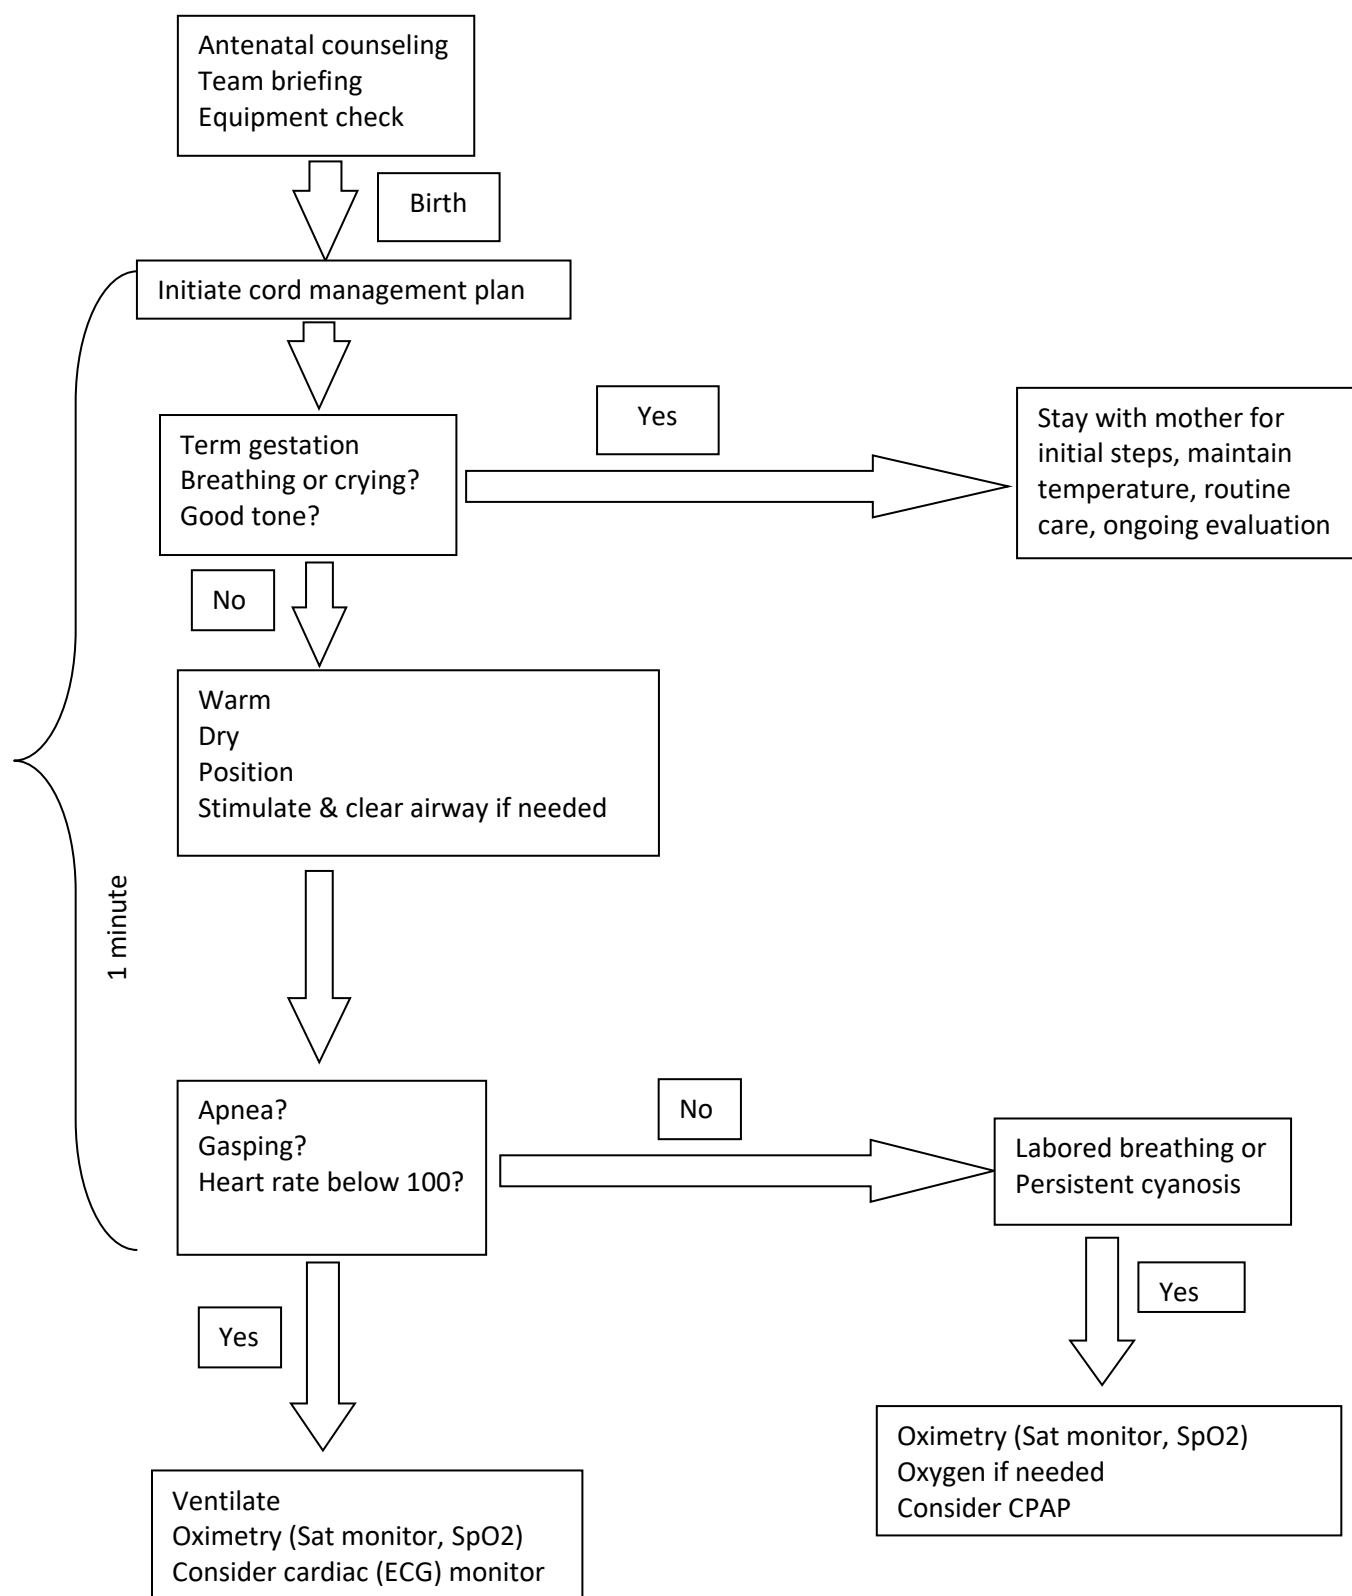 Antenatal counseling
Team briefing
Equipment check
Birth
Initiate cord management plan
Term gestation
Breathing or crying?
Good tone?
Yes
Stay with mother for
initial steps, maintain
temperature, routine
care, ongoing evaluation
No
Warm
Dry
Position
Stimulate & clear airway if needed
1 minute
Apnea?
Gasping?
Heart rate below 100?
No
Labored breathing or
Persistent cyanosis
Yes
Yes
Oximetry (Sat monitor, SpO2)
Oxygen if needed
Consider CPAP
Ventilate
Oximetry (Sat monitor, SpO2)
Consider cardiac (ECG) monitor